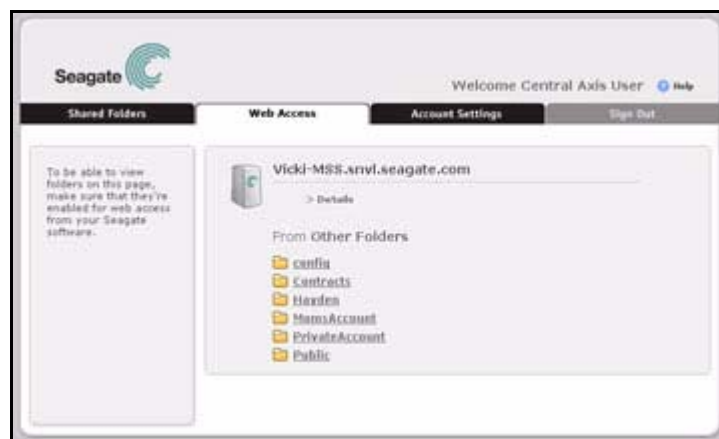 Seagate
Welcome Central Axis User Help
Shared Folders Web Access Account Settings Sign Out
To be able to view
folders on this page,
make sure that they're
enabled for web access
from your Seagate
software.
Vicki-MSS.snvl.seagate.com
> Details
From Other Folders
config
Contracts
Hayden
MomsAccount
PrivateAccount
Public